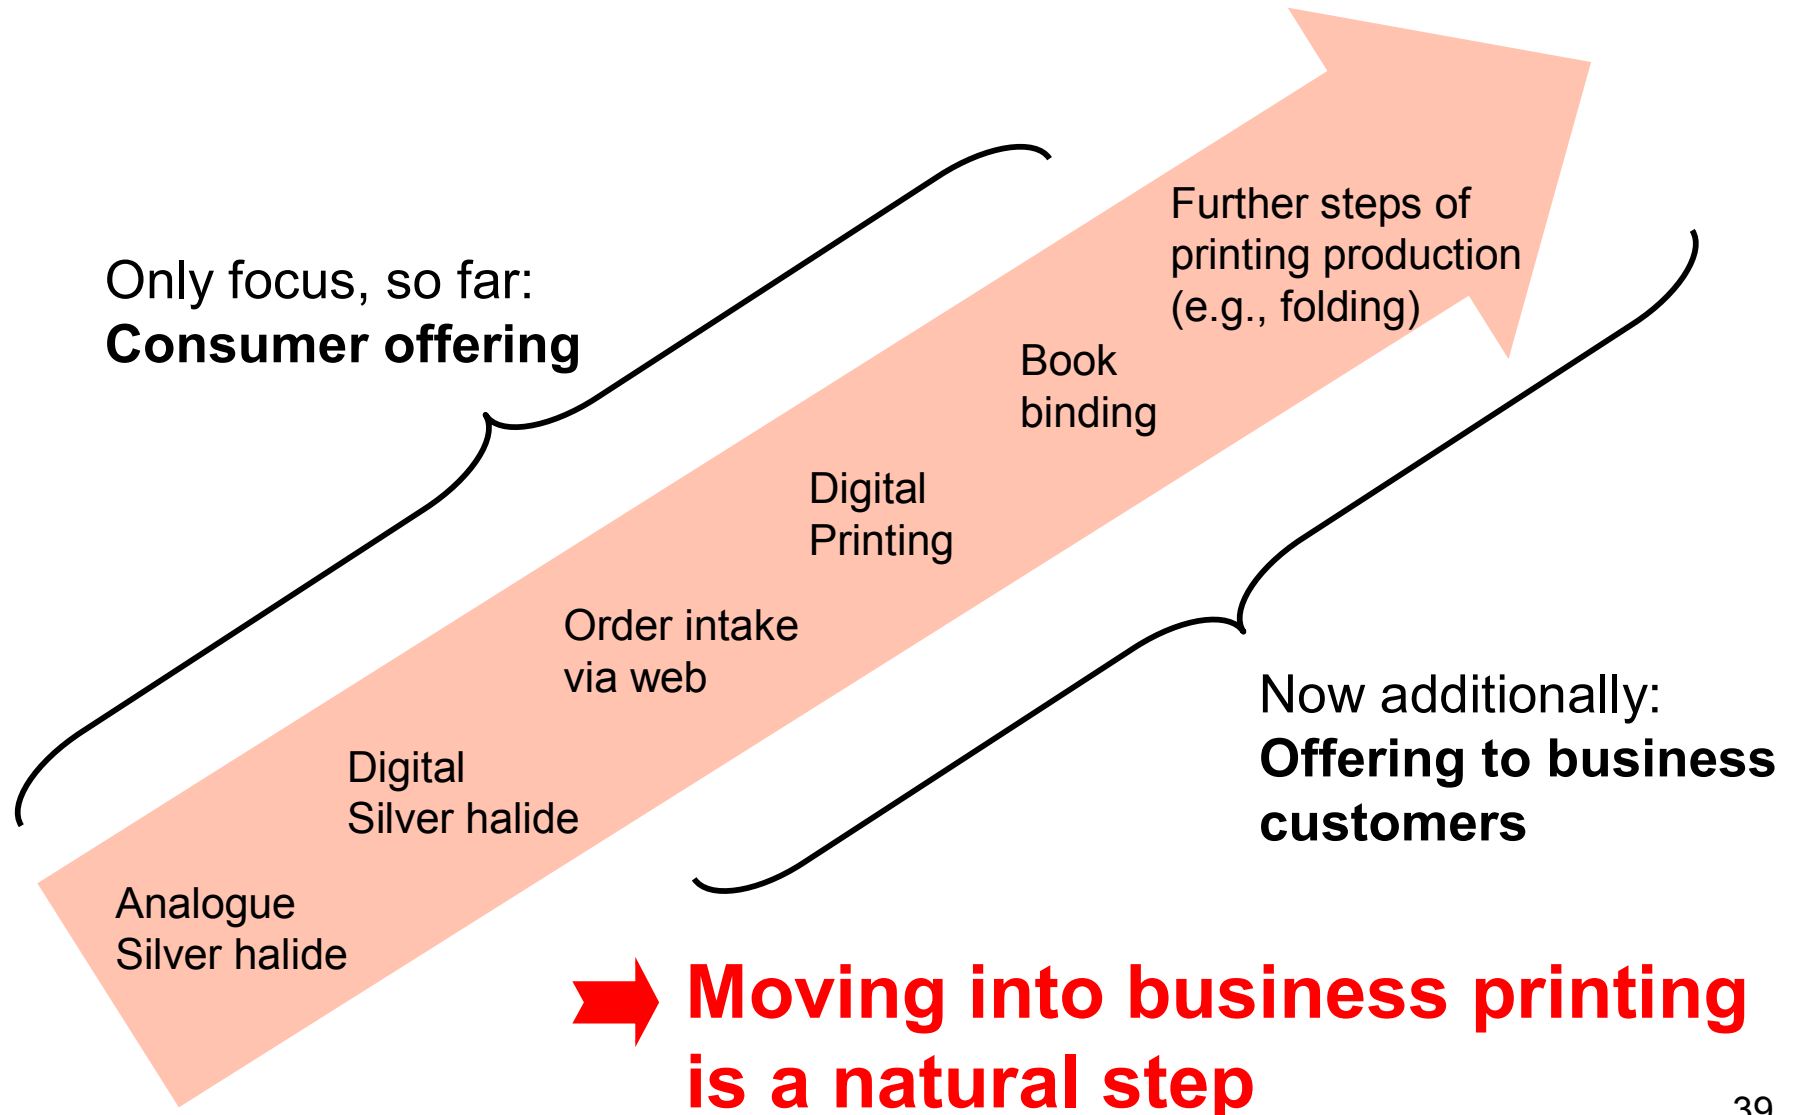 Only focus, so far:
Consumer offering
Further steps of
printing production
(e.g., folding)
Book
binding
Digital
Printing
Order intake
via web
Digital
Silver halide
Analogue
Silver halide
Now additionally:
Offering to business
customers
Moving into business printing
is a natural step
39